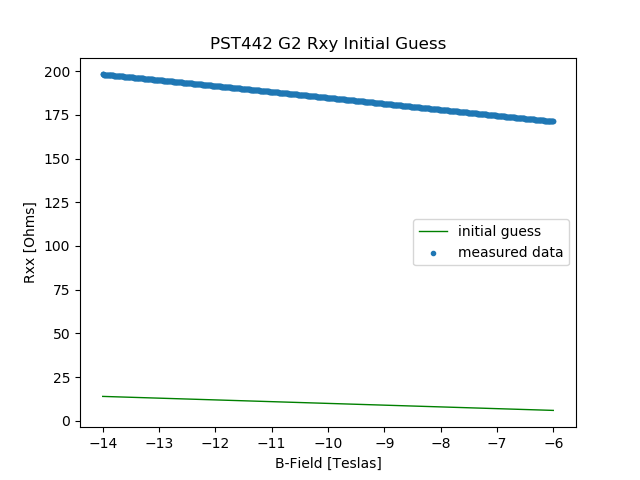 PST442 G2 Rxy Initial Guess
200
175
150
125
100
75
50
25
0
Rxx [Ohms]
initial guess
measured data
−14 −13 −12 −11 −10 −9 −8 −7 −6
B-Field [Teslas]